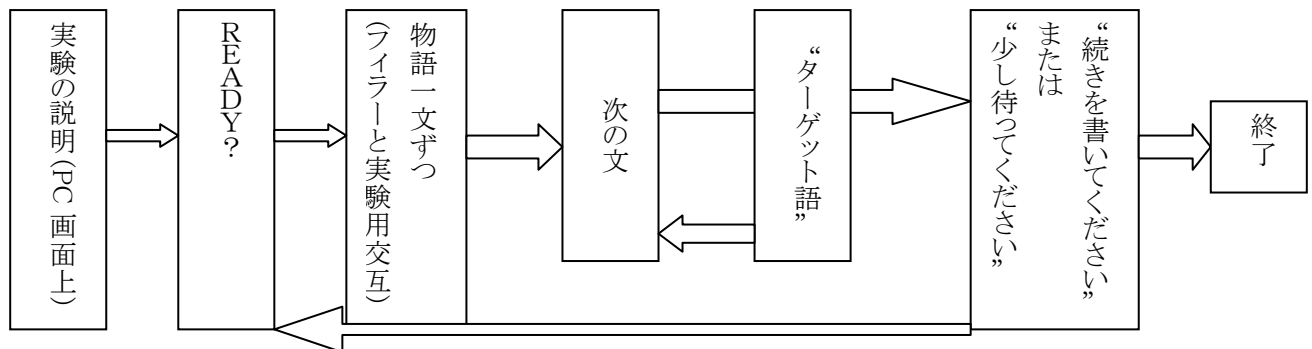 実験の説明(PC 画面上)
READY?
物語一文ずつ
(フィラーと実験用交互)
次の文
“ターゲット語”
“続きを書いてください”
または
“少し待ってください”
終了